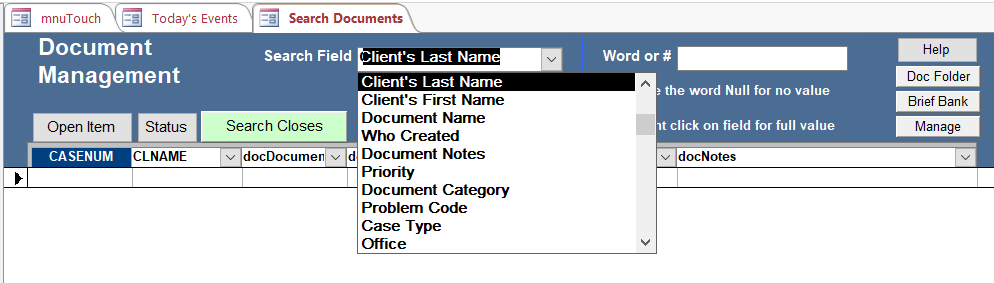 mnuTouch
Today's Events
Search Documents
Document
Management
Search Field
Client's Last Name
Word or #
Help
Doc Folder
Brief Bank
Manage
Client's Last Name
Client's First Name
Document Name
Who Created
Document Notes
Priority
Document Category
Problem Code
Case Type
Office
e the word Null for no value
nt click on field for full value
Open Item
Status
Search Closes
CASENUM
CLNAME
docDocumen
d
docNotes